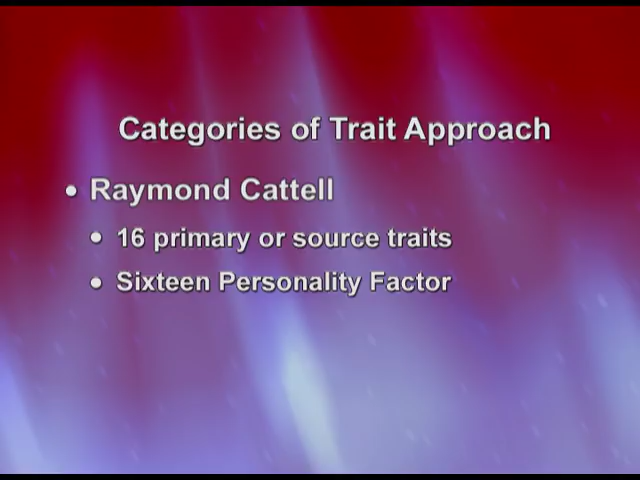 Categories of Trait Approach
• Raymond Cattell
• 16 primary or source traits
• Sixteen Personality Factor